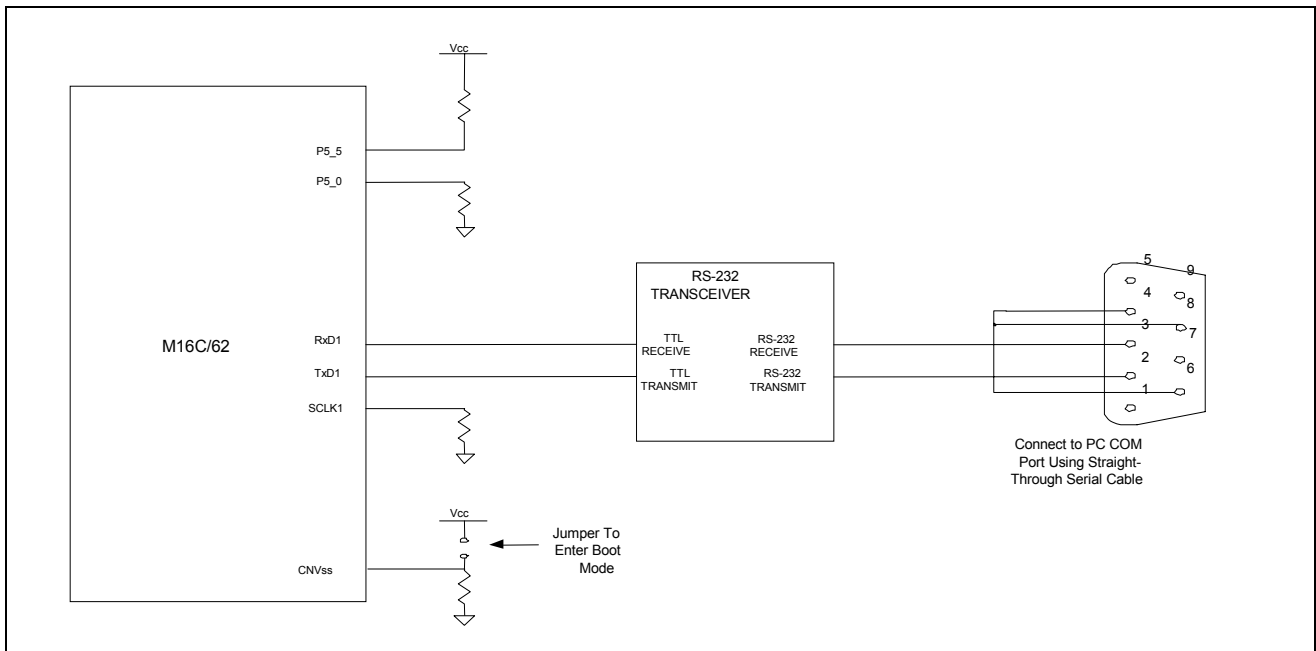 Vcc
P5_5
P5_0
M16C/62
RxD1
TxD1
SCLK1
CNVss
Vcc
Jumper To
Enter Boot
Mode
RS-232
TRANSCEIVER
TTL
RECEIVE
RS-232
RECEIVE
TTL
TRANSMIT
RS-232
TRANSMIT
5
9
4
8
3
7
2
6
1
Connect to PC COM
Port Using Straight-
Through Serial Cable